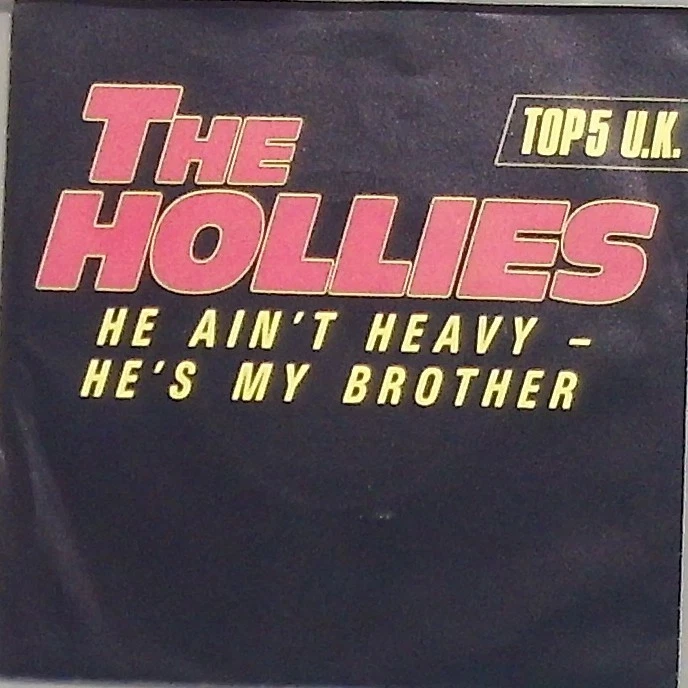 THE
TOP5 U.K.
HOLLIES
HE AIN'T HEAVY –
HE'S MY BROTHER